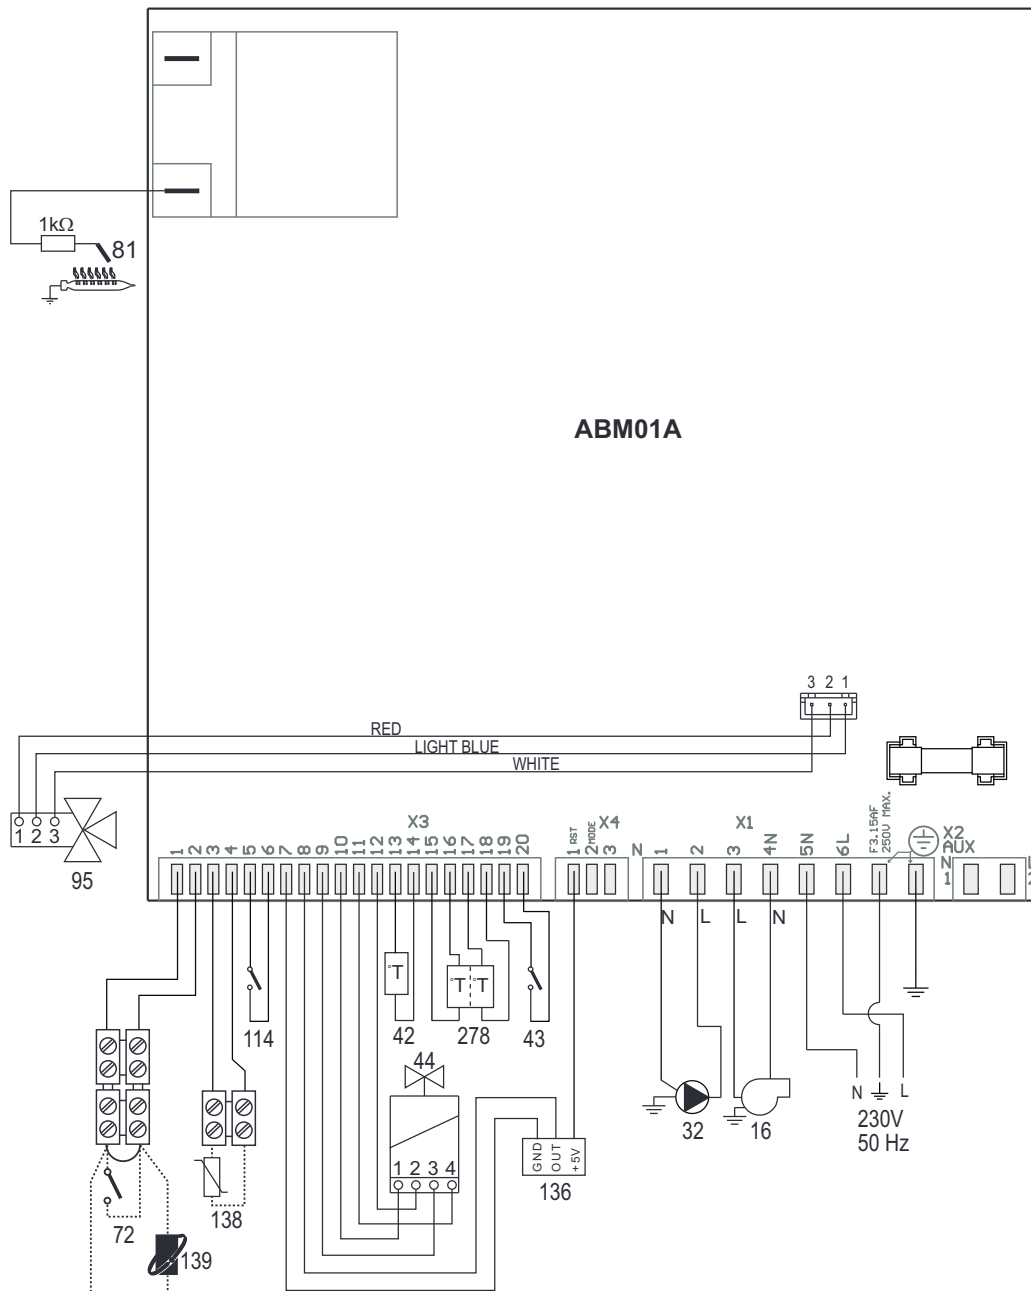 1kΩ
81
ABM01A
3 2 1
RED
LIGHT BLUE
WHITE
1 2 3
95
X3
1 2 3 4 5 6 7 8 9 10 11 12 13 14 15 16 17 18 19 20
X4
1 RST
2 MODE
3
N
X1
1 2 3 4N 5N 6L
F3.15AF
250V MAX.
X2
AUX
N
1
2
N L L N
°T
°T °T
114
42
278
43
44
1 2 3 4
GND
OUT
+5V
136
32
16
N L
230V
50 Hz
72
138
139